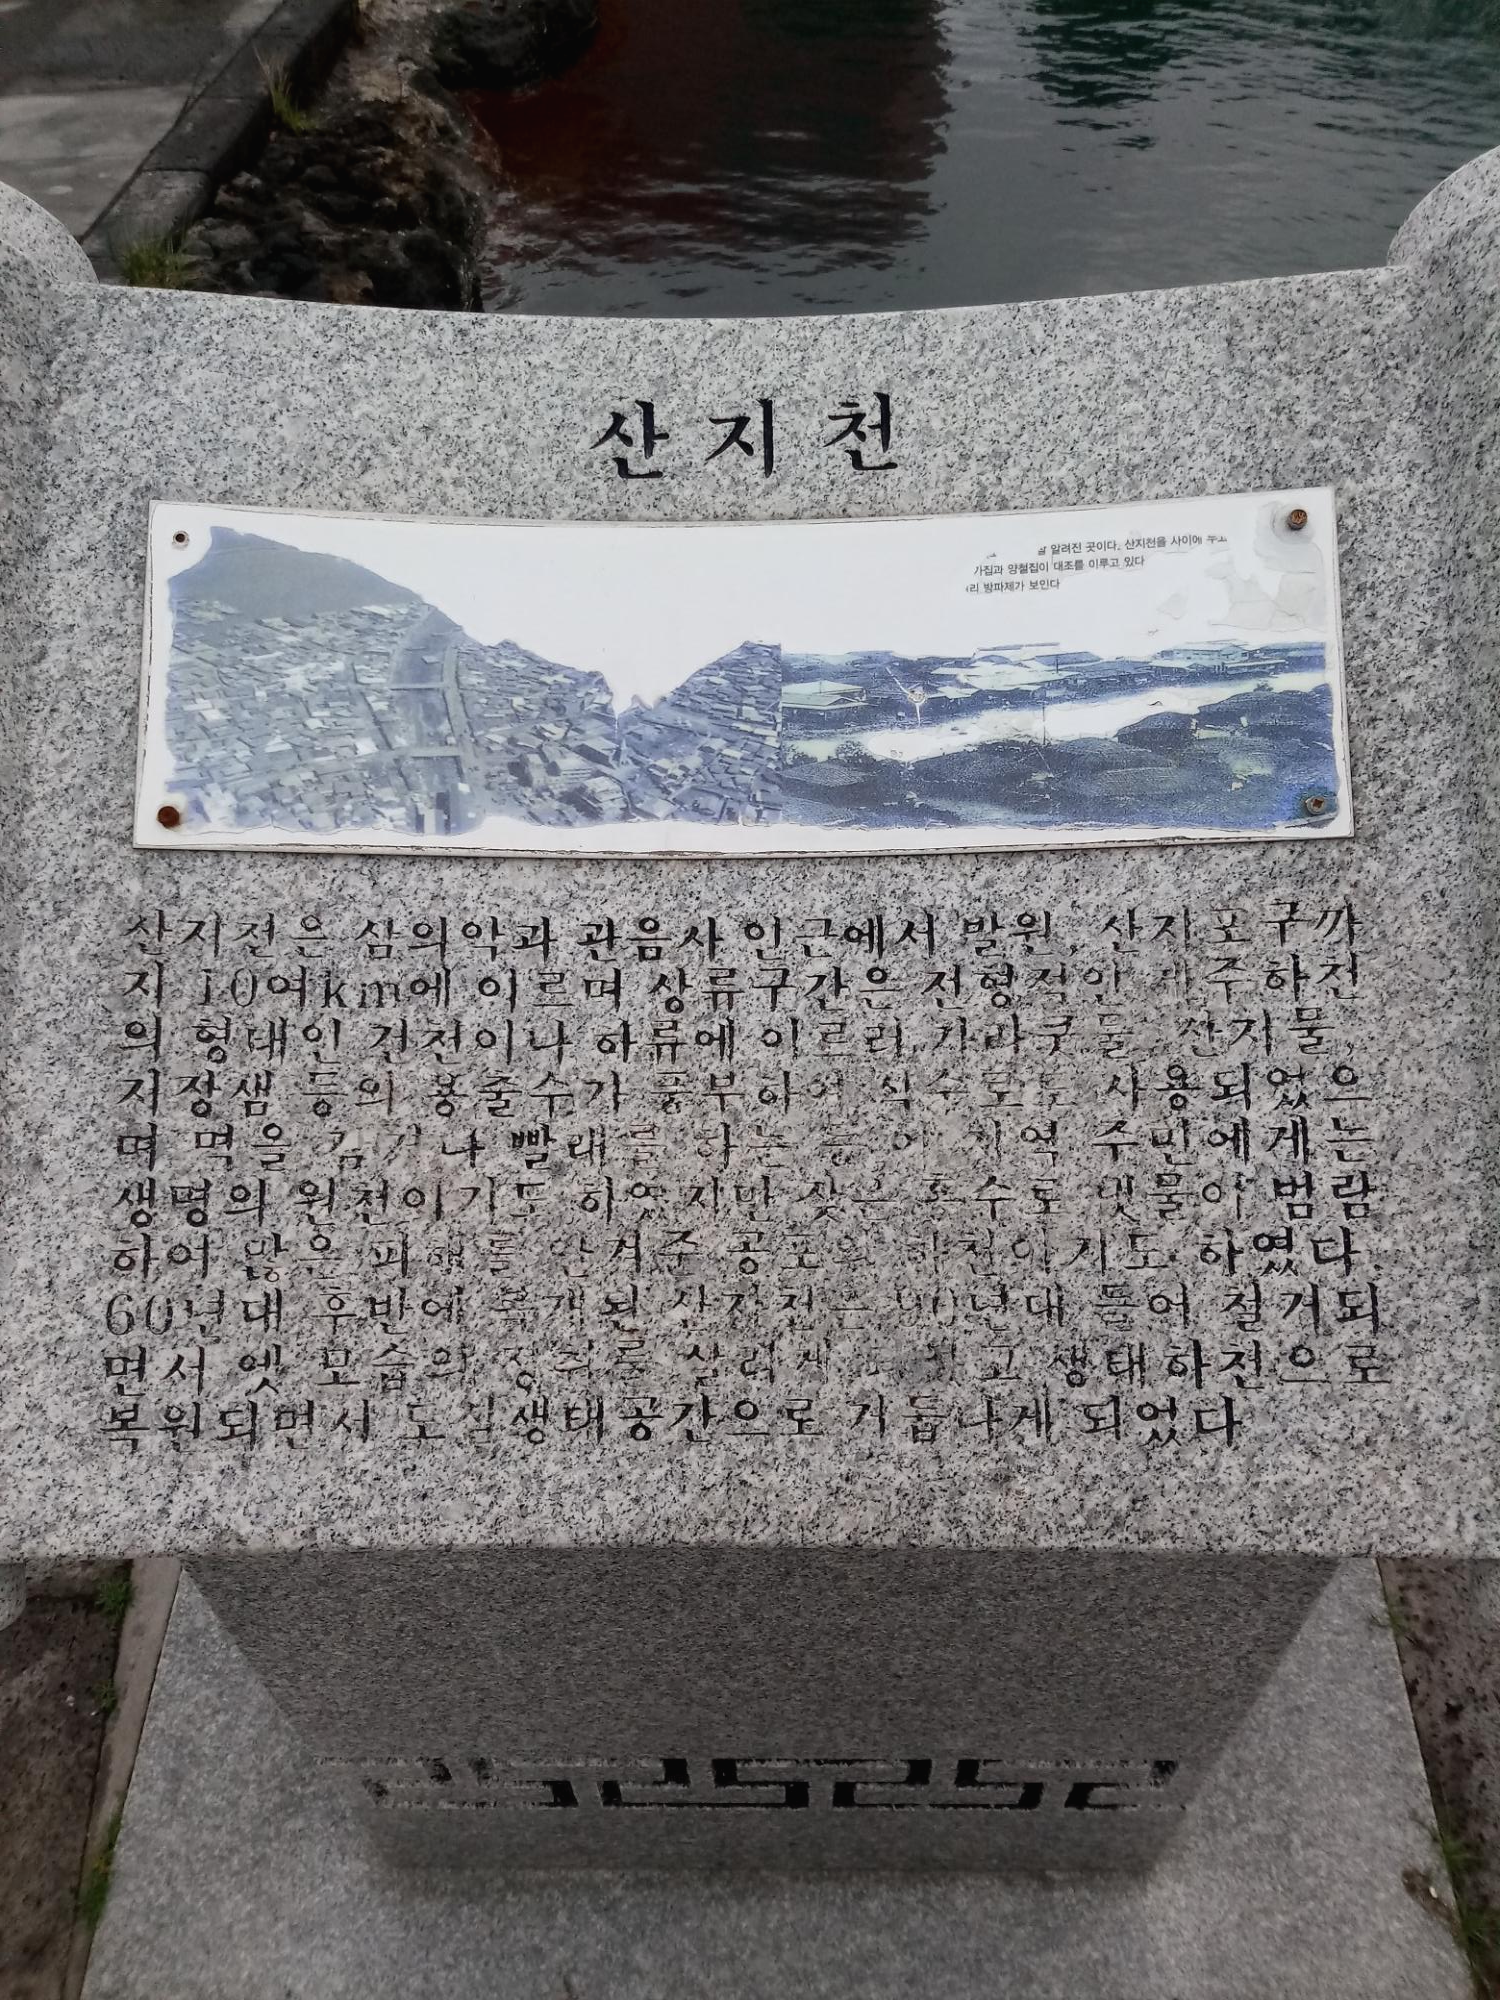 산지천
잘 알려진 곳이다. 산지천을 사이에 두고
가집과 양철집이 대조를 이루고 있다
방파제가 보인다
산지천은 삼의악과 관음사 인근에서 발원, 산지포구까
지 10여km에 이르며 상류구간은 전형적인 제주하천
의 형태인 건천이나 하류에 이르러 가라쿳물, 산지물,
지장샘 등의 용출수가 풍부하여 식수로도 사용되었으
며 멱을 감거나 빨래를 하는 등 이 지역 주민에게는
생명의 원천이기도 하였지만 잦은 홍수로 냇물이 범람
하여 많은 피해를 안겨준 공포의 하천이기도 하였다.
60년대 후반에 복개된 산지천은 90년대 들어 철거되
면서 옛 모습의 정취를 살리게 되었고 생태하천으로
복원되면서 도심생태공간으로 거듭나게 되었다